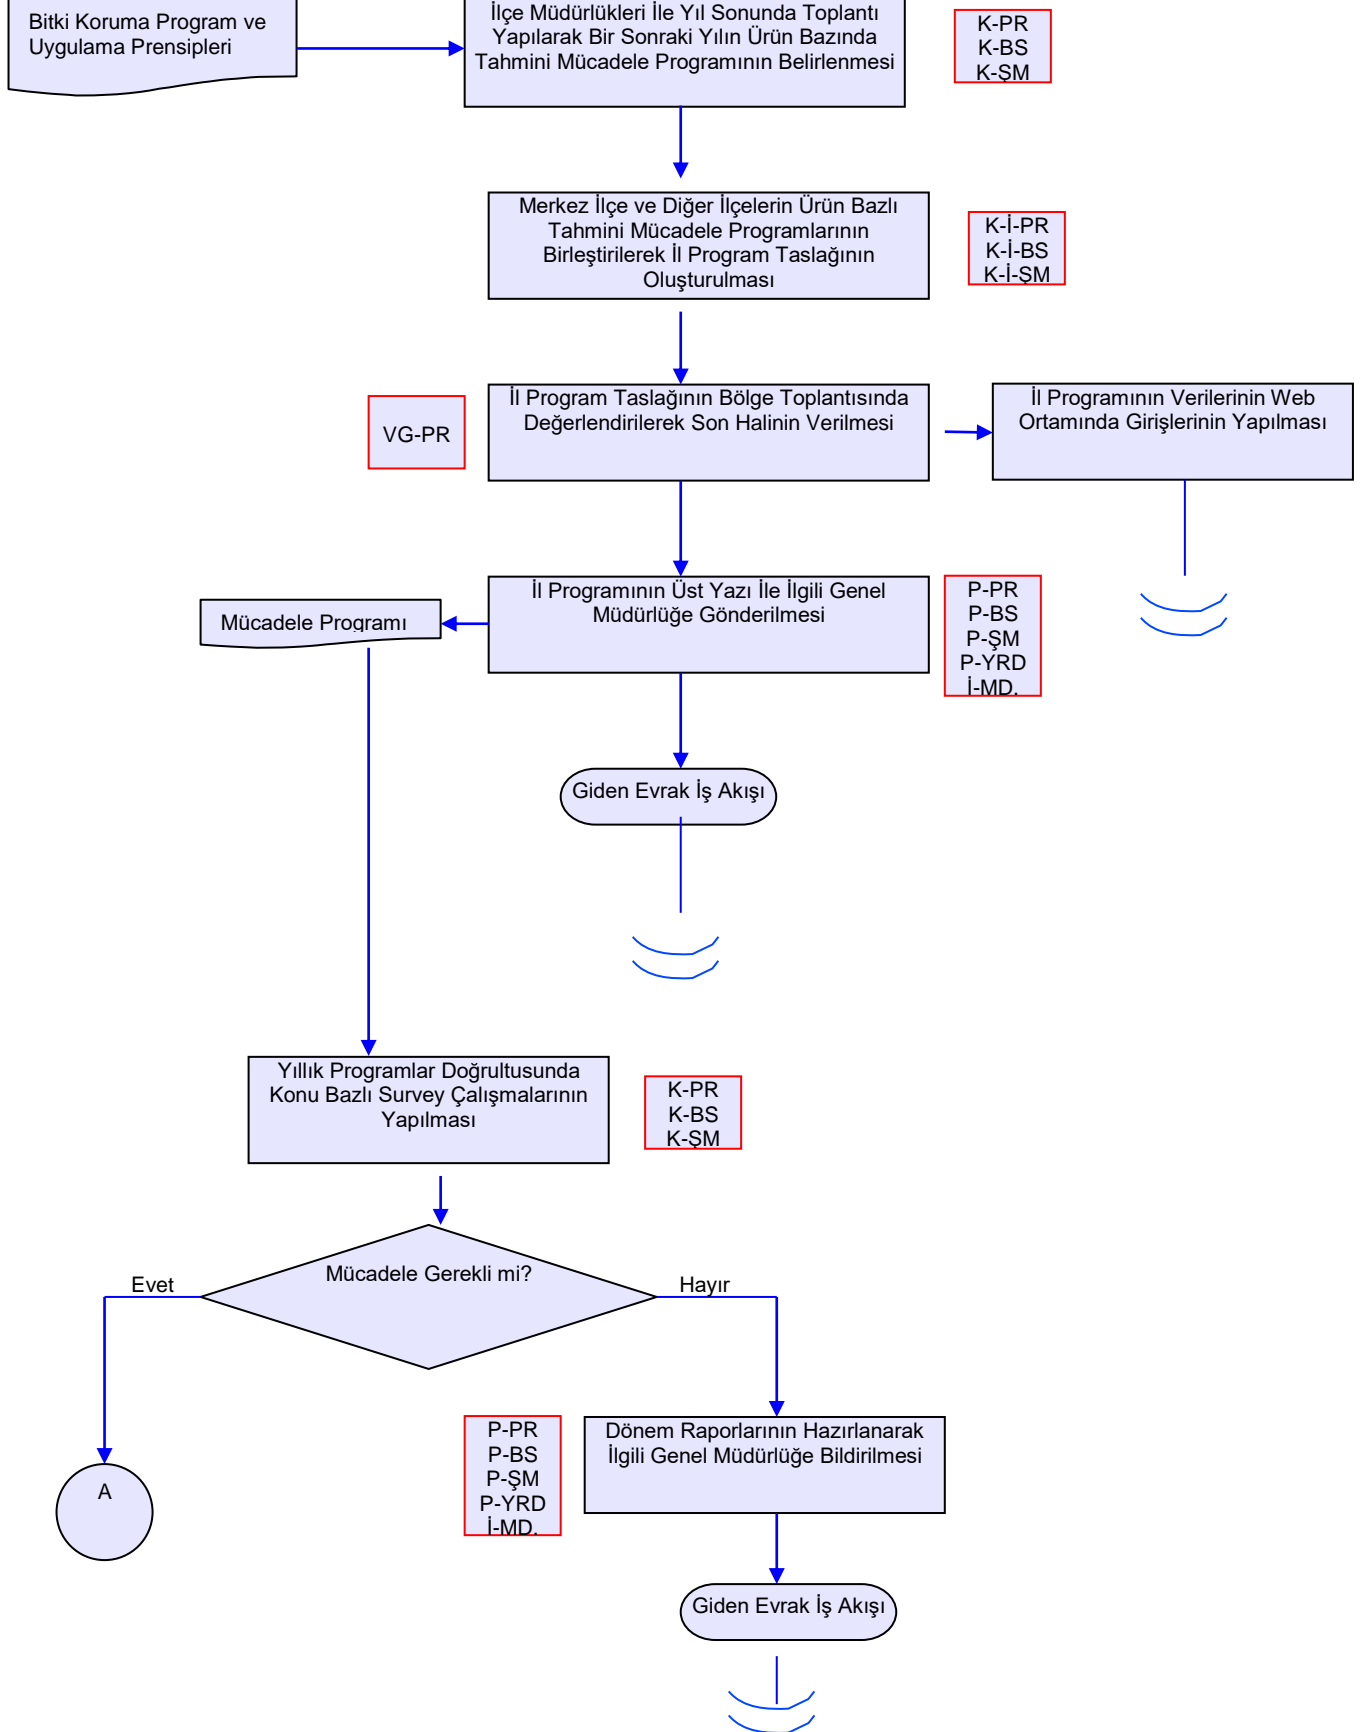 Bitki Koruma Program ve
Uygulama Prensipleri
İlçe Müdürlükleri İle Yıl Sonunda Toplantı
Yapılarak Bir Sonraki Yılın Ürün Bazında
Tahmini Mücadele Programının Belirlenmesi
K-PR
K-BS
K-ŞM
Merkez İlçe ve Diğer İlçelerin Ürün Bazlı
Tahmini Mücadele Programlarının
Birleştirilerek İl Program Taslağının
Oluşturulması
K-İ-PR
K-İ-BS
K-İ-ŞM
VG-PR
İl Program Taslağının Bölge Toplantısında
Değerlendirilerek Son Halinin Verilmesi
İl Programının Verilerinin Web
Ortamında Girişlerinin Yapılması
Mücadele Programı
İl Programının Üst Yazı İle İlgili Genel
Müdürlüğe Gönderilmesi
P-PR
P-BS
P-ŞM
P-YRD
İ-MD.
Giden Evrak İş Akışı
Yıllık Programlar Doğrultusunda
Konu Bazlı Survey Çalışmalarının
Yapılması
K-PR
K-BS
K-ŞM
Mücadele Gerekli mi?
Evet
Hayır
A
P-PR
P-BS
P-ŞM
P-YRD
İ-MD.
Dönem Raporlarının Hazırlanarak
İlgili Genel Müdürlüğe Bildirilmesi
Giden Evrak İş Akışı